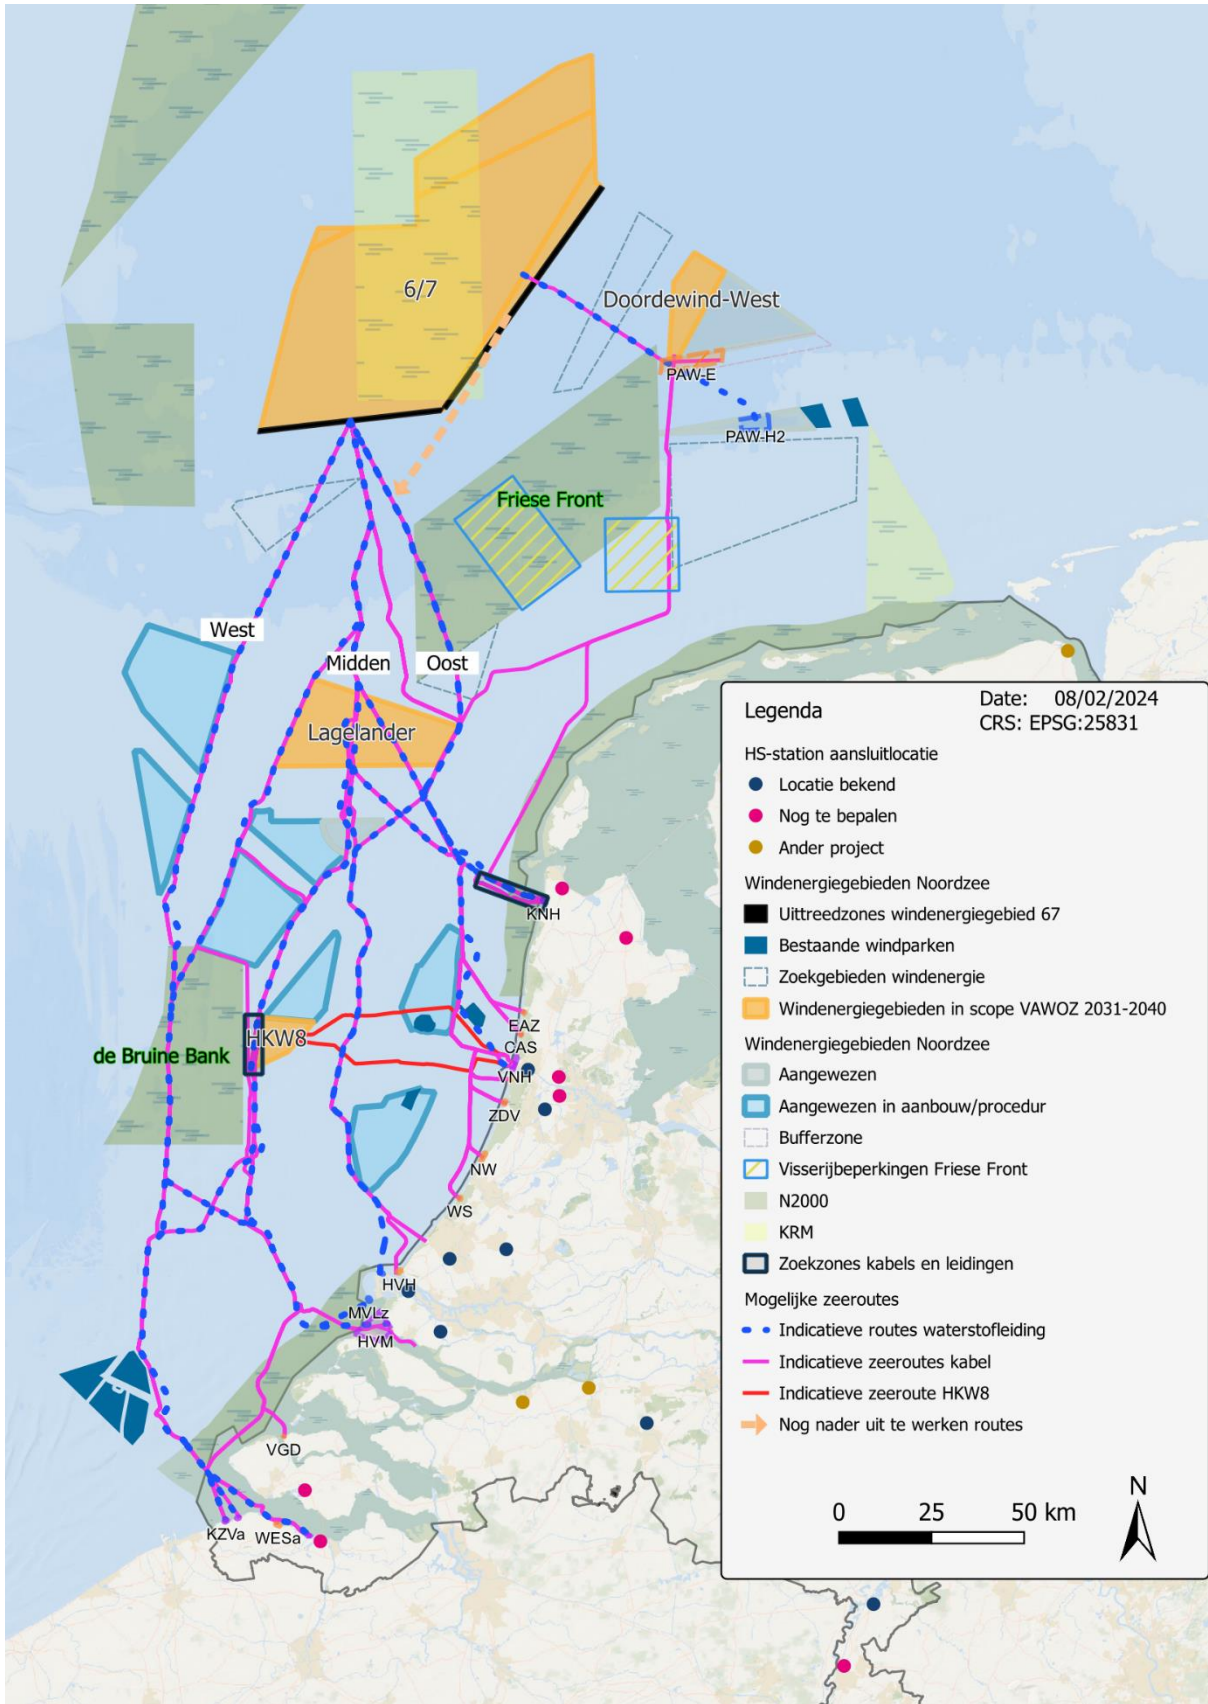 6/7
Doordewind-West
PAW-E
PAW-H2
Friese Front
West
Midden
Oost
Lagelander
KNH
HKW8
de Bruine Bank
EAZ
CAS
VNH
ZDV
NW
WS
HVH
MVLz
HVM
VGD
KZVa
WESa
Legenda
Date: 08/02/2024
CRS: EPSG:25831
HS-station aansluitlocatie
Locatie bekend
Nog te bepalen
Ander project
Windenergiegebieden Noordzee
Uittreedzones windenergiegebied 67
Bestaande windparken
Zoekgebieden windenergie
Windenergiegebieden in scope VAWOZ 2031-2040
Windenergiegebieden Noordzee
Aangewezen
Aangewezen in aanbouw/procedur
Bufferzone
Visserijbeperkingen Friese Front
N2000
KRM
Zoekzones kabels en leidingen
Mogelijke zeeroutes
Indicatieve routes waterstofleiding
Indicatieve zeeroutes kabel
Indicatieve zeeroute HKW8
Nog nader uit te werken routes
0 25 50 km
N